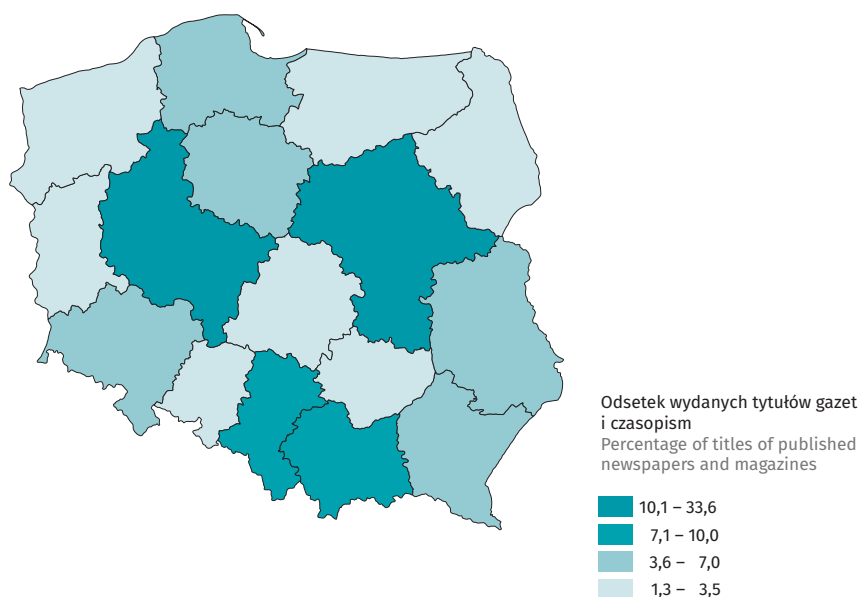 Odsetek wydanych tytułów gazet
i czasopism
Percentage of titles of published
newspapers and magazines
10,1 – 33,6
7,1 – 10,0
3,6 – 7,0
1,3 – 3,5